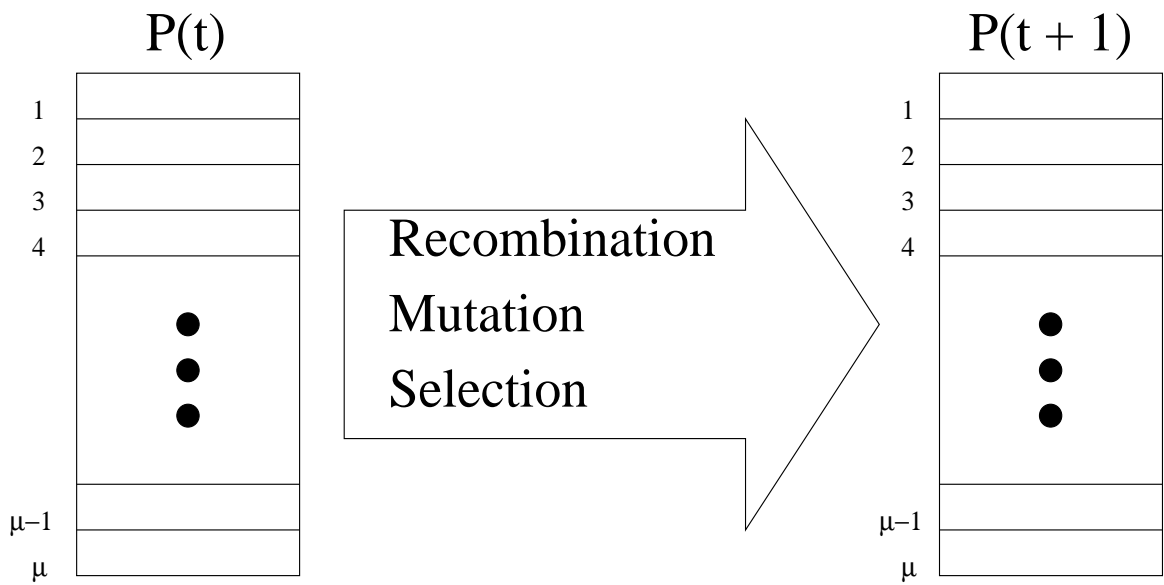 P(t)
1
2
3
4
μ–1
μ
Recombination
Mutation
Selection
P(t + 1)
1
2
3
4
μ–1
μ